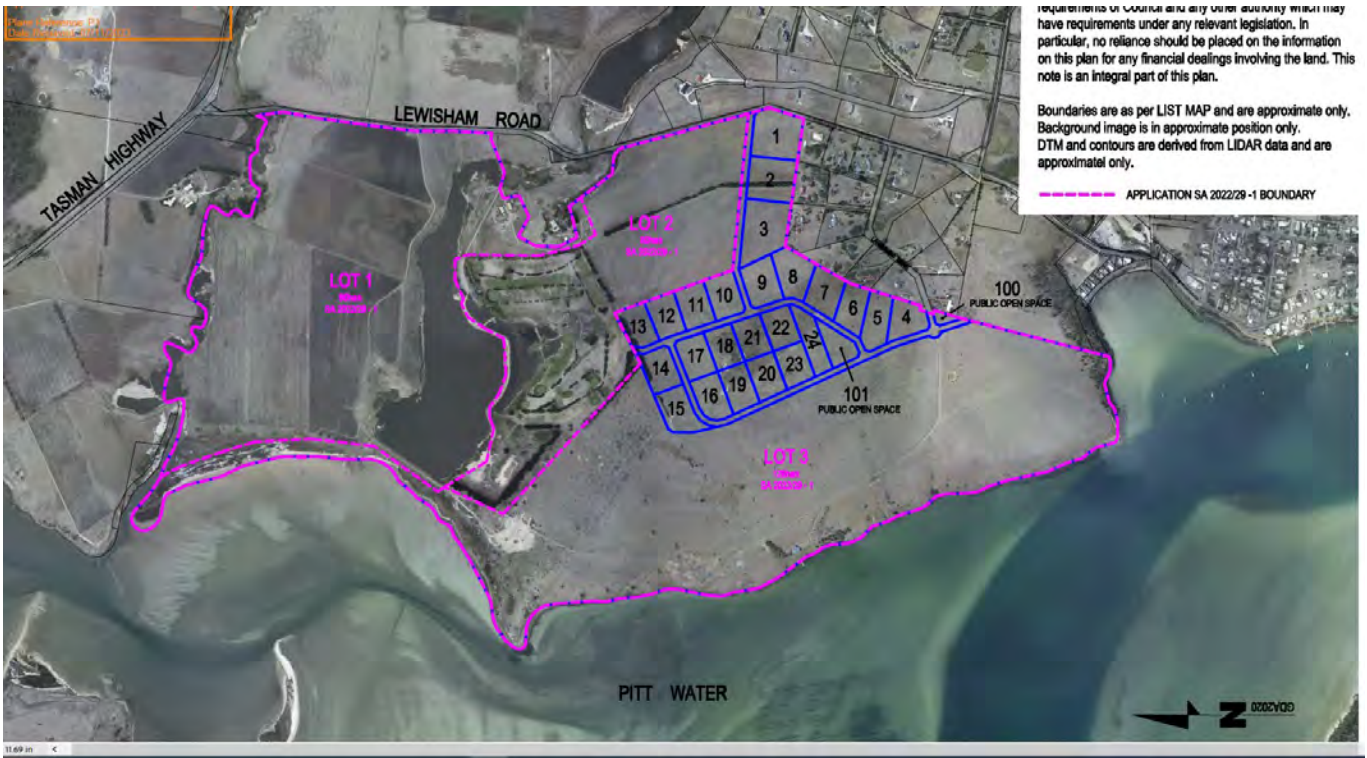 requirements of Council and any other authority which may
have requirements under any relevant legislation. In
particular, no reliance should be placed on the information
on this plan for any financial dealings involving the land. This
note is an integral part of this plan.
Boundaries are as per LIST MAP and are approximate only.
Background image is in approximate position only.
DTM and contours are derived from LIDAR data and are
approximatel only.
APPLICATION SA 2022/29 -1 BOUNDARY
TASMAN HIGHWAY
LEWISHAM ROAD
1
2
3
LOT 2
LOT 1
9
8
7
6
5
4
100
PUBLIC OPEN SPACE
13
12
11
10
14
17
18
21
22
24
15
16
19
20
23
101
PUBLIC OPEN SPACE
LOT 3
PITT WATER
N
GDA2020
11.69 in <